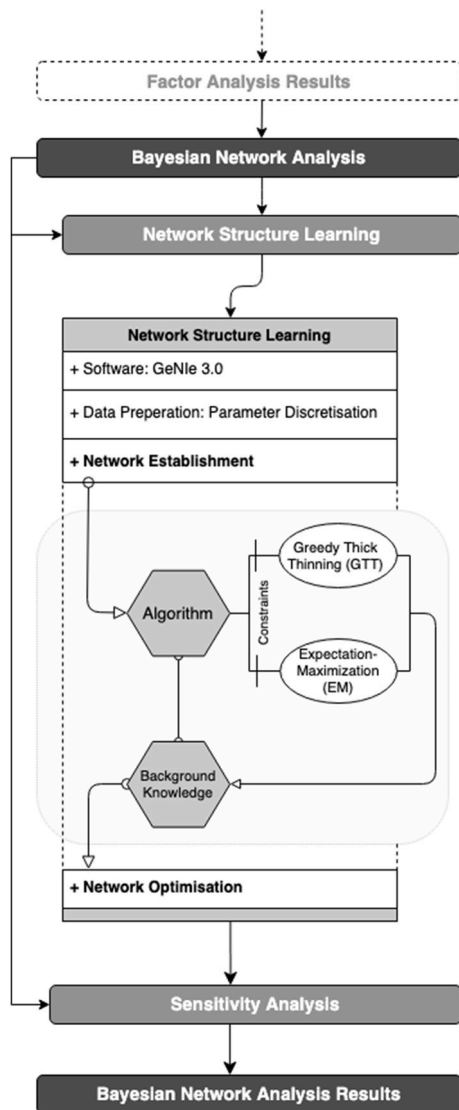 Factor Analysis Results
Bayesian Network Analysis
Network Structure Learning
Network Structure Learning
+ Software: GeNIe 3.0
+ Data Preperation: Parameter Discretisation
+ Network Establishment
Algorithm
Constraints
Greedy Thick
Thinning (GTT)
Expectation-
Maximization
(EM)
Background
Knowledge
+ Network Optimisation
Sensitivity Analysis
Bayesian Network Analysis Results